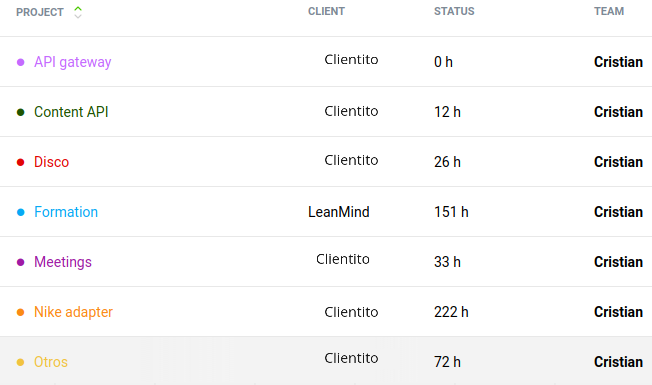 PROJECT CLIENT STATUS TEAM
API gateway Clientito 0 h Cristian
Content API Clientito 12 h Cristian
Disco Clientito 26 h Cristian
Formation LeanMind 151 h Cristian
Meetings Clientito 33 h Cristian
Nike adapter Clientito 222 h Cristian
Otros Clientito 72 h Cristian